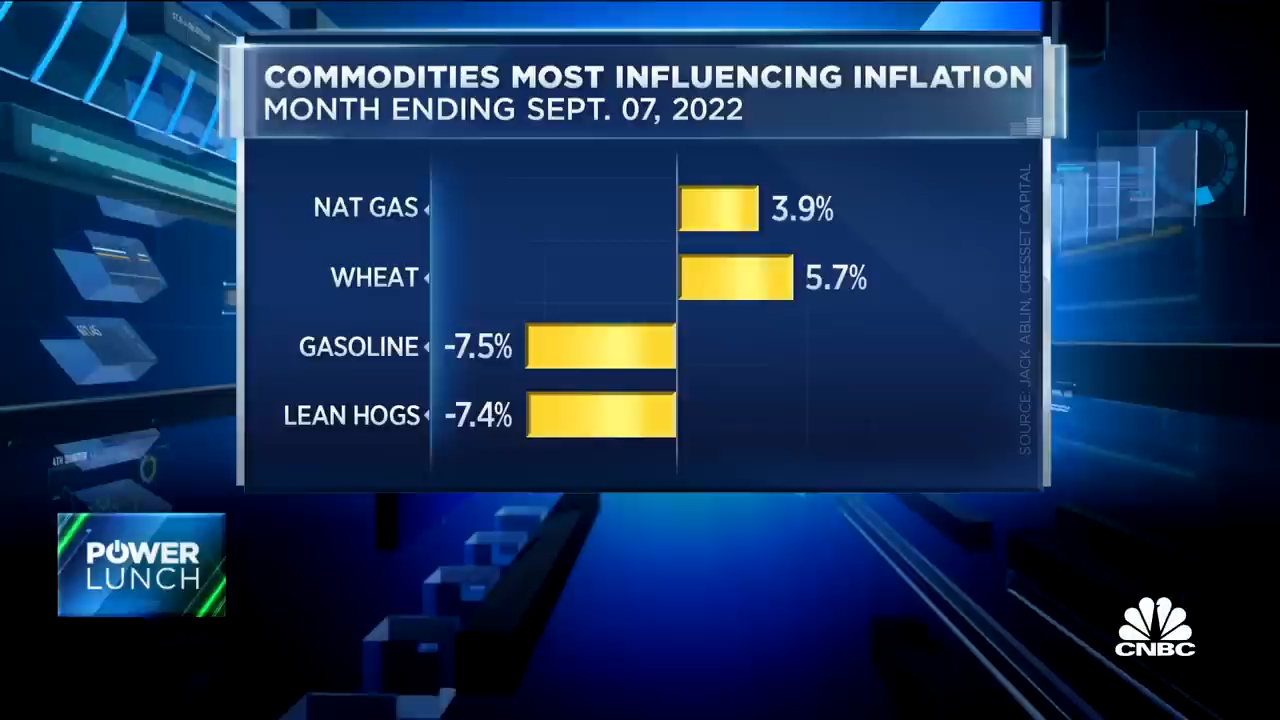 COMMODITIES MOST INFLUENCING INFLATION
MONTH ENDING SEPT. 07, 2022
NAT GAS 3.9%
WHEAT 5.7%
GASOLINE -7.5%
LEAN HOGS -7.4%
SOURCE: JACK ABLIN, CRESSET CAPITAL
POWER
LUNCH
CNBC